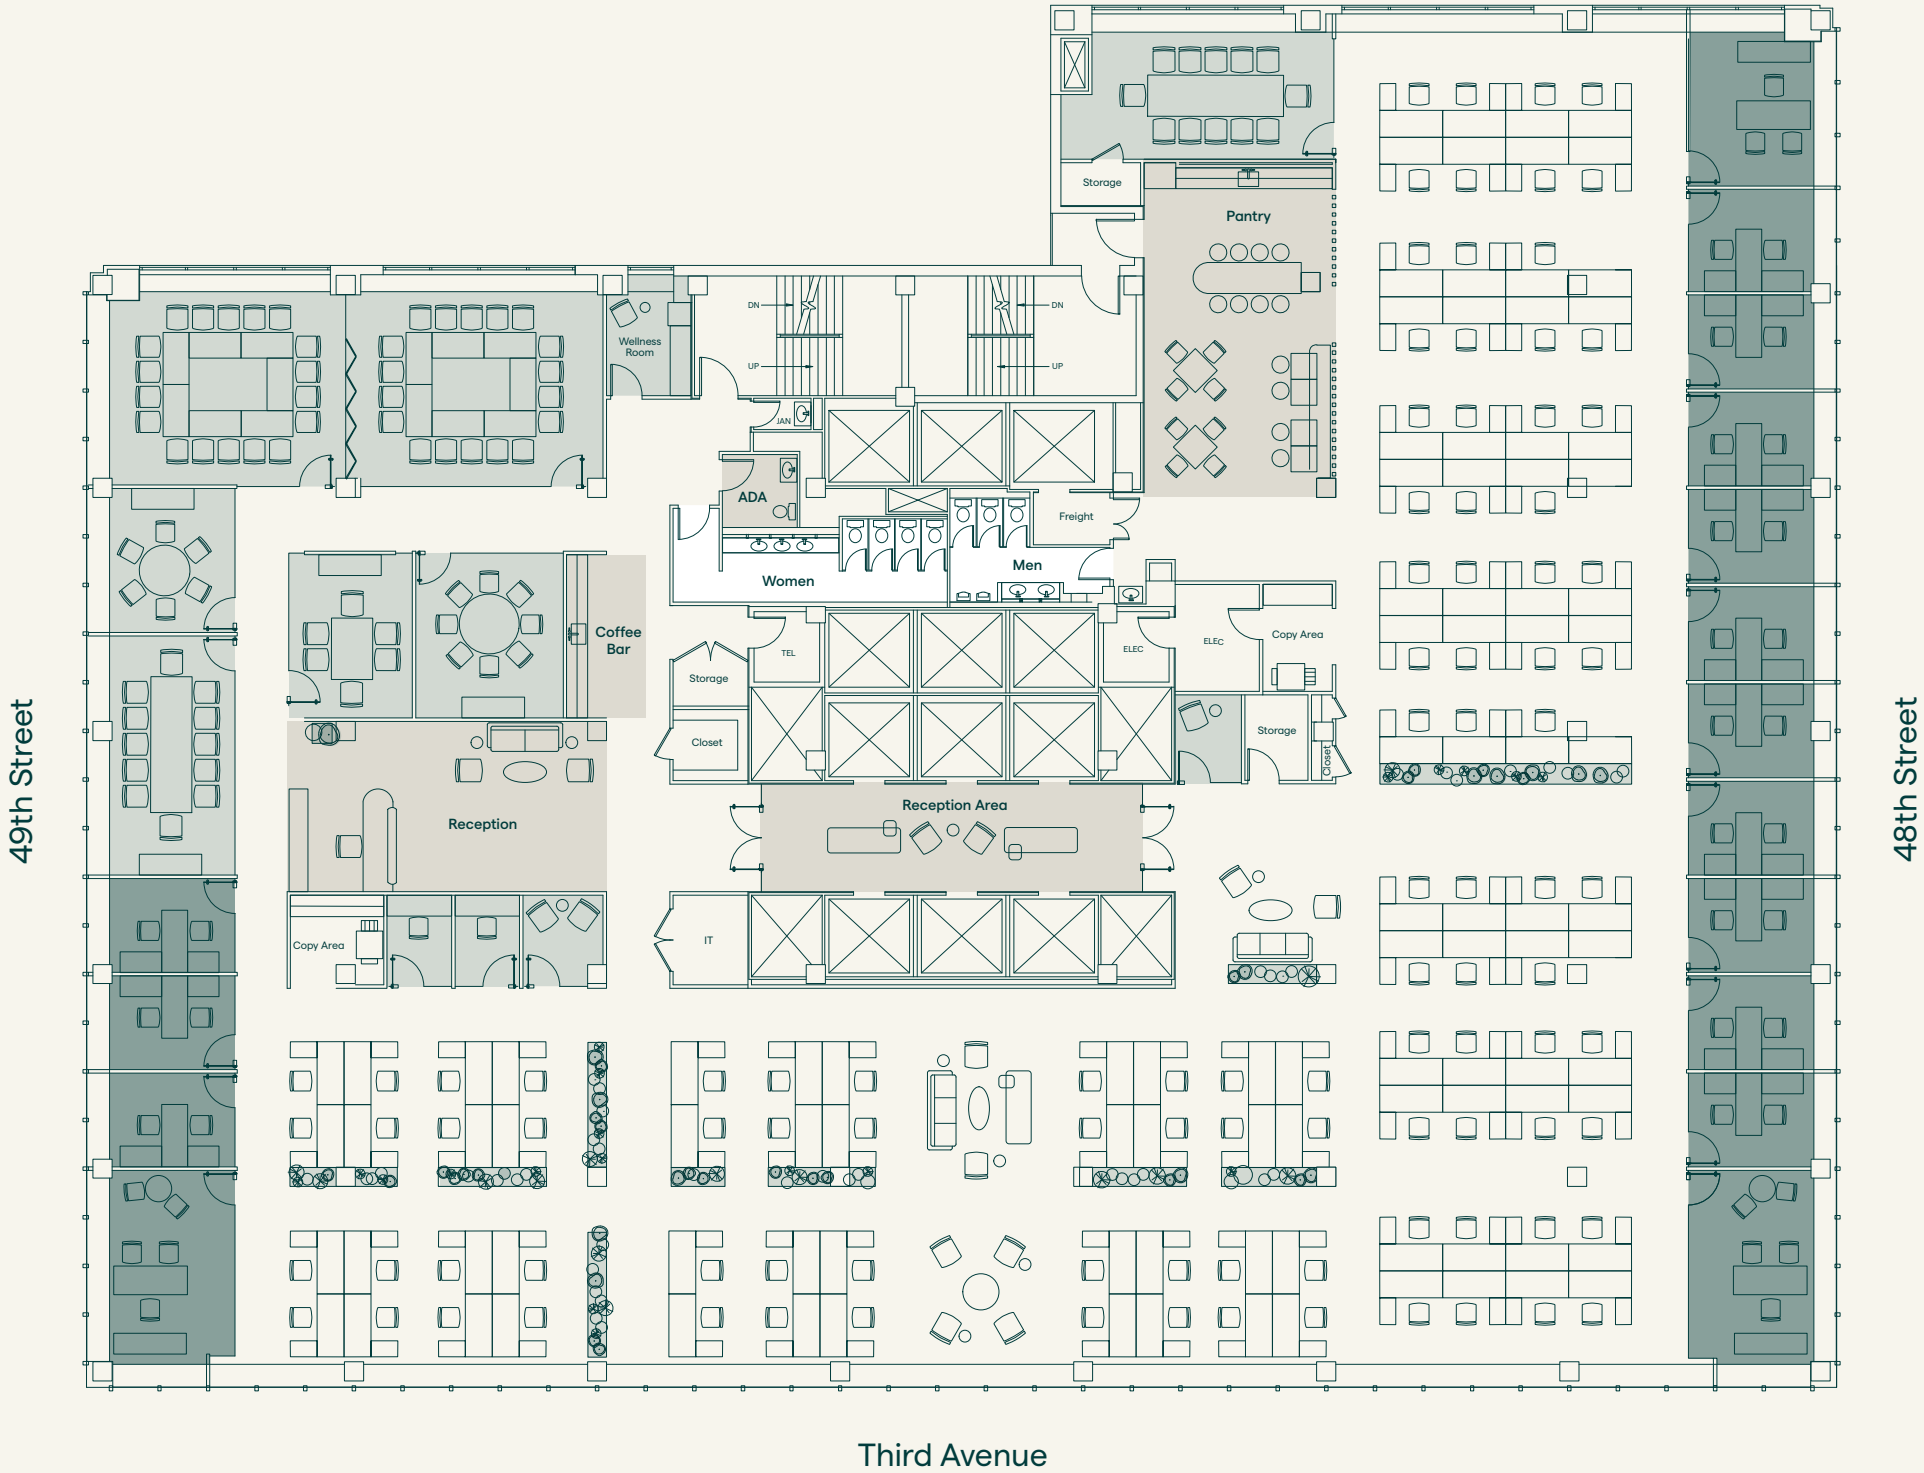 Storage
Pantry
DN
DN
UP
UP
Wellness
Room
JAN
ADA
Freight
Women
Men
Coffee
Bar
TEL
ELEC
ELEC
Copy Area
Storage
Closet
Storage
Closet
Reception
Reception Area
Copy Area
IT
49th Street
48th Street
Third Avenue